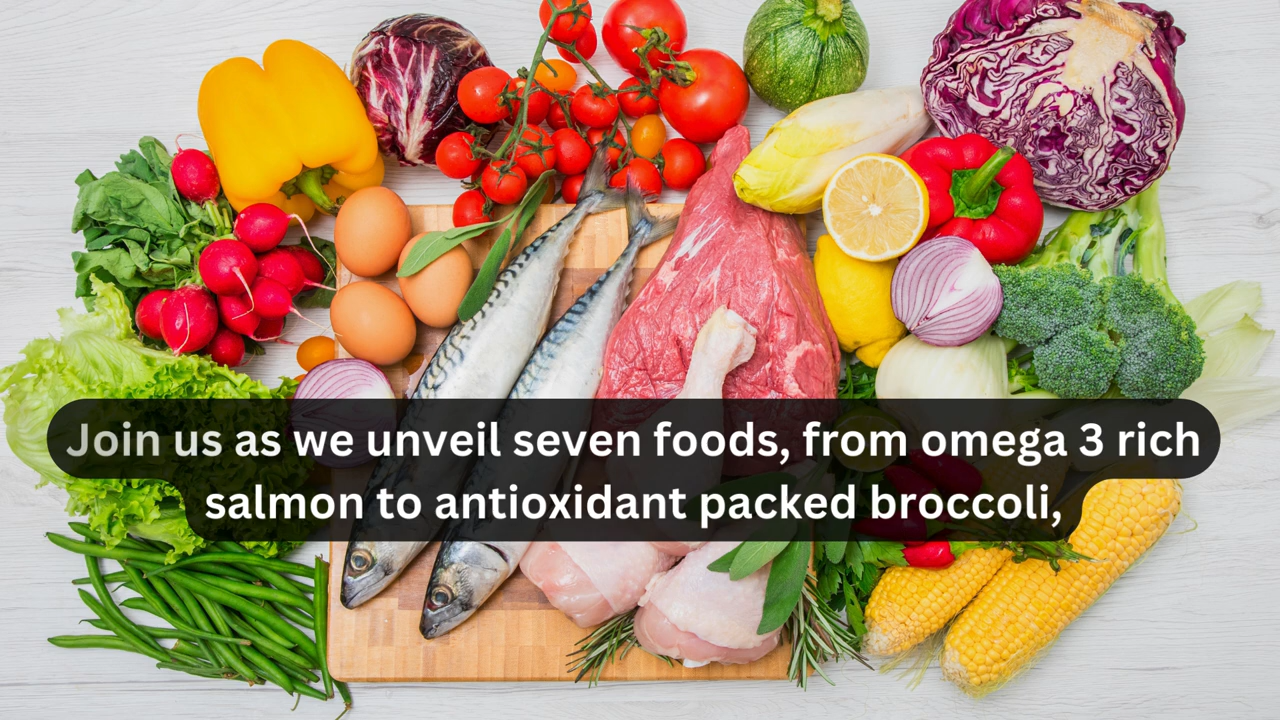 Join us as we unveil seven foods, from omega 3 rich
salmon to antioxidant packed broccoli,